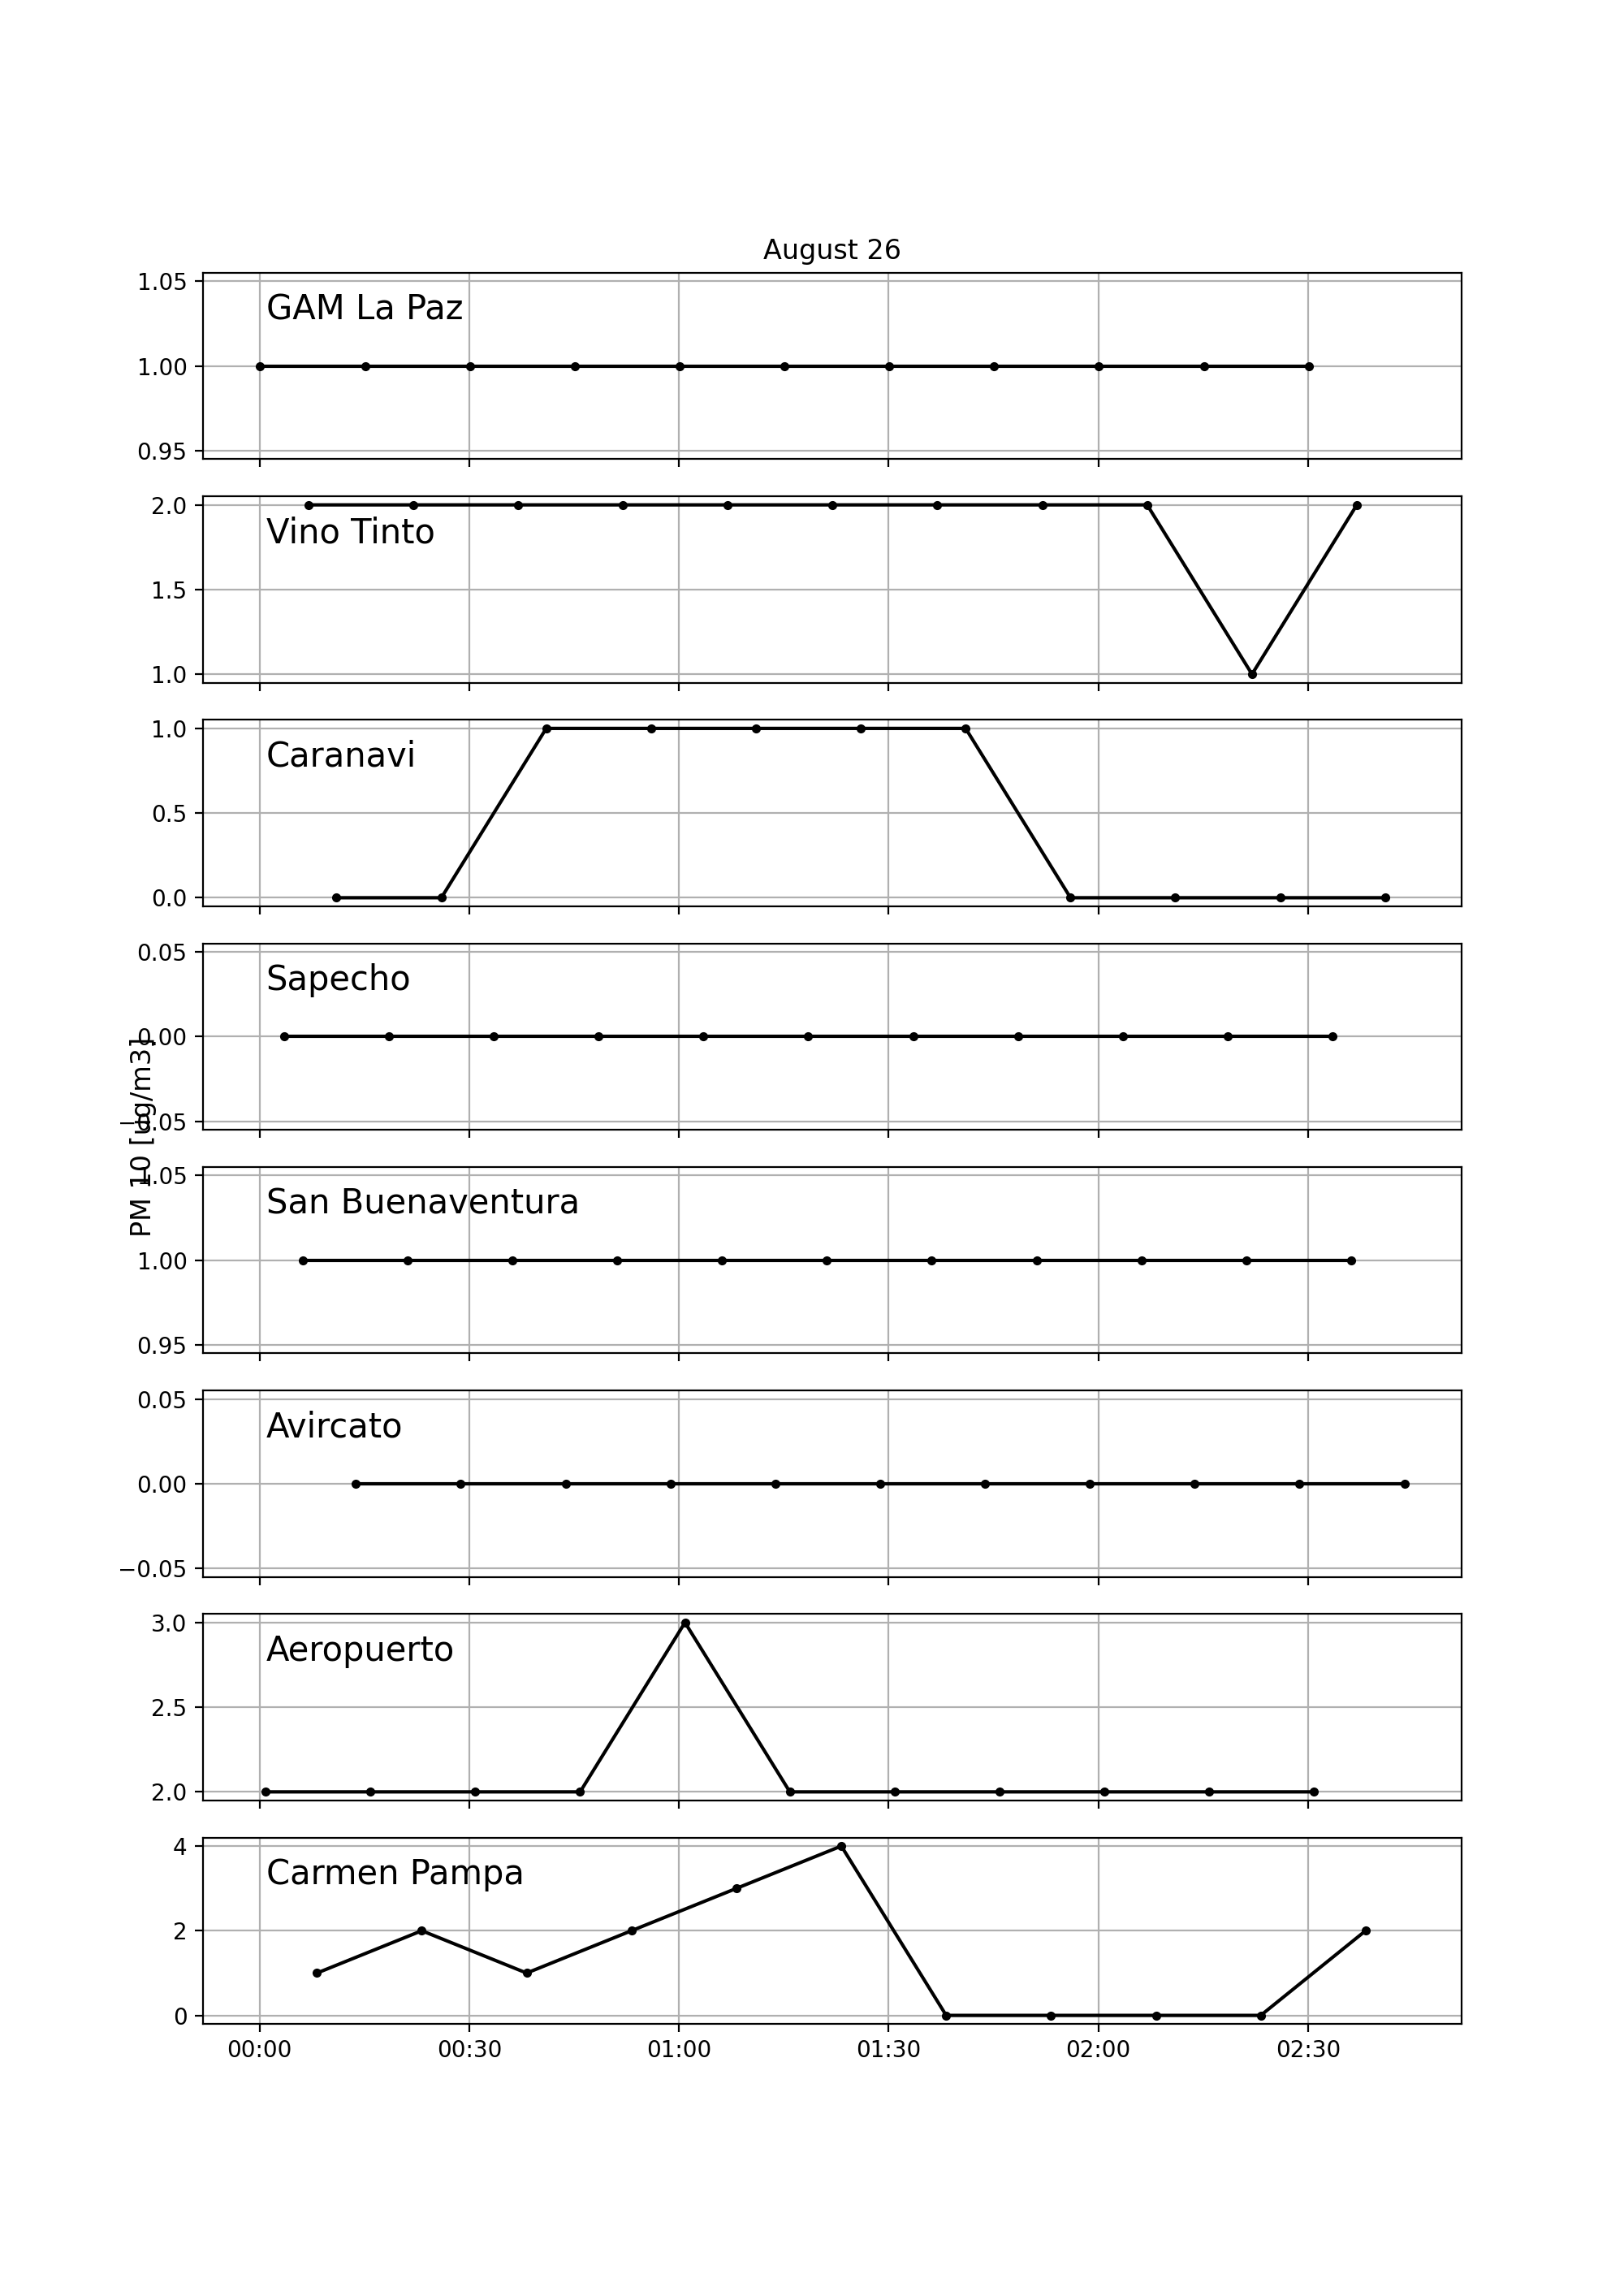 August 26
1.05
GAM La Paz
1.00
0.95
2.0
Vino Tinto
1.5
1.0
1.0
Caranavi
0.5
0.0
0.05
Sapecho
0.00
−0.05
PM 10 [ug/m3]
1.05
San Buenaventura
1.00
0.95
0.05
Avircato
0.00
−0.05
3.0
Aeropuerto
2.5
2.0
4
Carmen Pampa
2
0
00:00 00:30 01:00 01:30 02:00 02:30